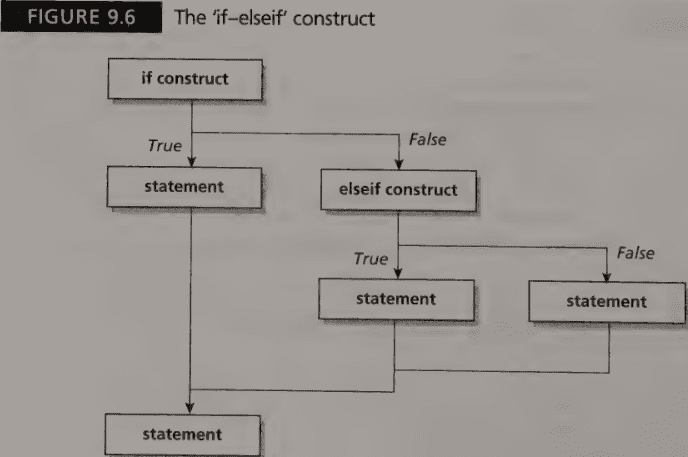 FIGURE 9.6 The 'if–elseif' construct
if construct
True
False
statement
elseif construct
True
False
statement
statement
statement